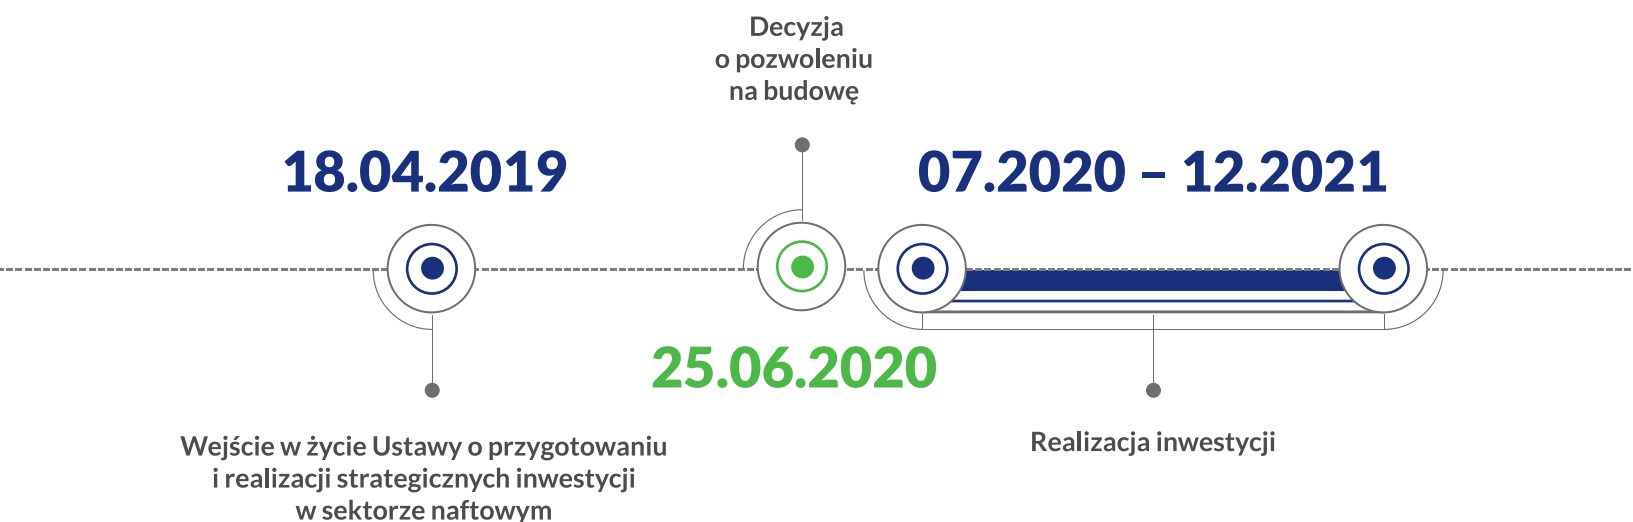 Decyzja
o pozwoleniu
na budowę
18.04.2019
07.2020 – 12.2021
25.06.2020
Wejście w życie Ustawy o przygotowaniu
i realizacji strategicznych inwestycji
w sektorze naftowym
Realizacja inwestycji